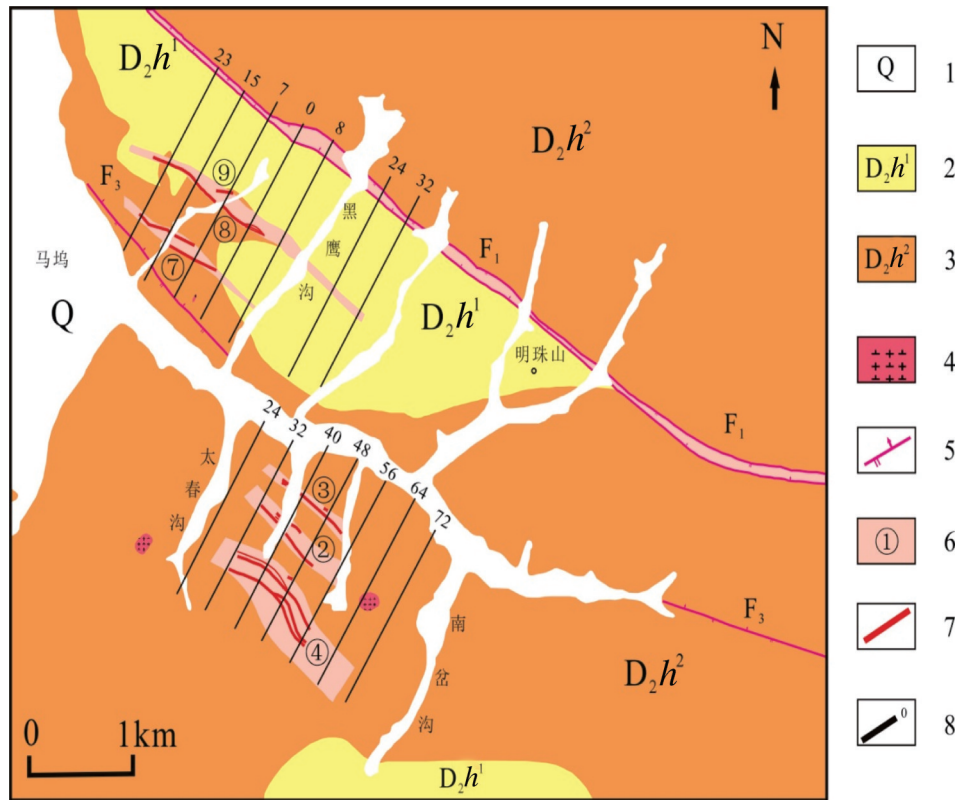 D₂h¹
N
23
15
7
0
8
24
32
D₂h²
⑨
F₃
⑧
⑦
黑鹰沟
F₁
马坞
Q
D₂h¹
明珠山
24
32
40
48
56
64
72
F₁
太春沟
③
②
④
南岔沟
F₃
D₂h²
0 1km
D₂h¹
Q 1
D₂h¹ 2
D₂h² 3
4
5
① 6
7
0 8